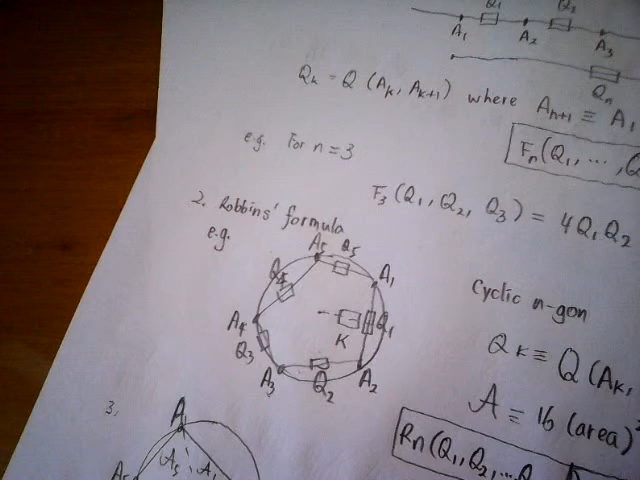 Q1 Q2
A1 A2 A3
Qn
Qk = Q (Ak, Ak+1) where An+1 ≡ A1
e.g. For n = 3
Fn(Q1, ..., Q
F3 (Q1, Q2, Q3) = 4Q1Q2
2. Robbins' formula
e.g.
A5 Q5
Q4 A1
A4 K Q1
Q3
A3 Q2 A2
Cyclic n-gon
Qk ≡ Q (Ak,
A ≡ 16 (area)2
Rn(Q1, Q2, ... Q
3.
A1
A5 A5 A1